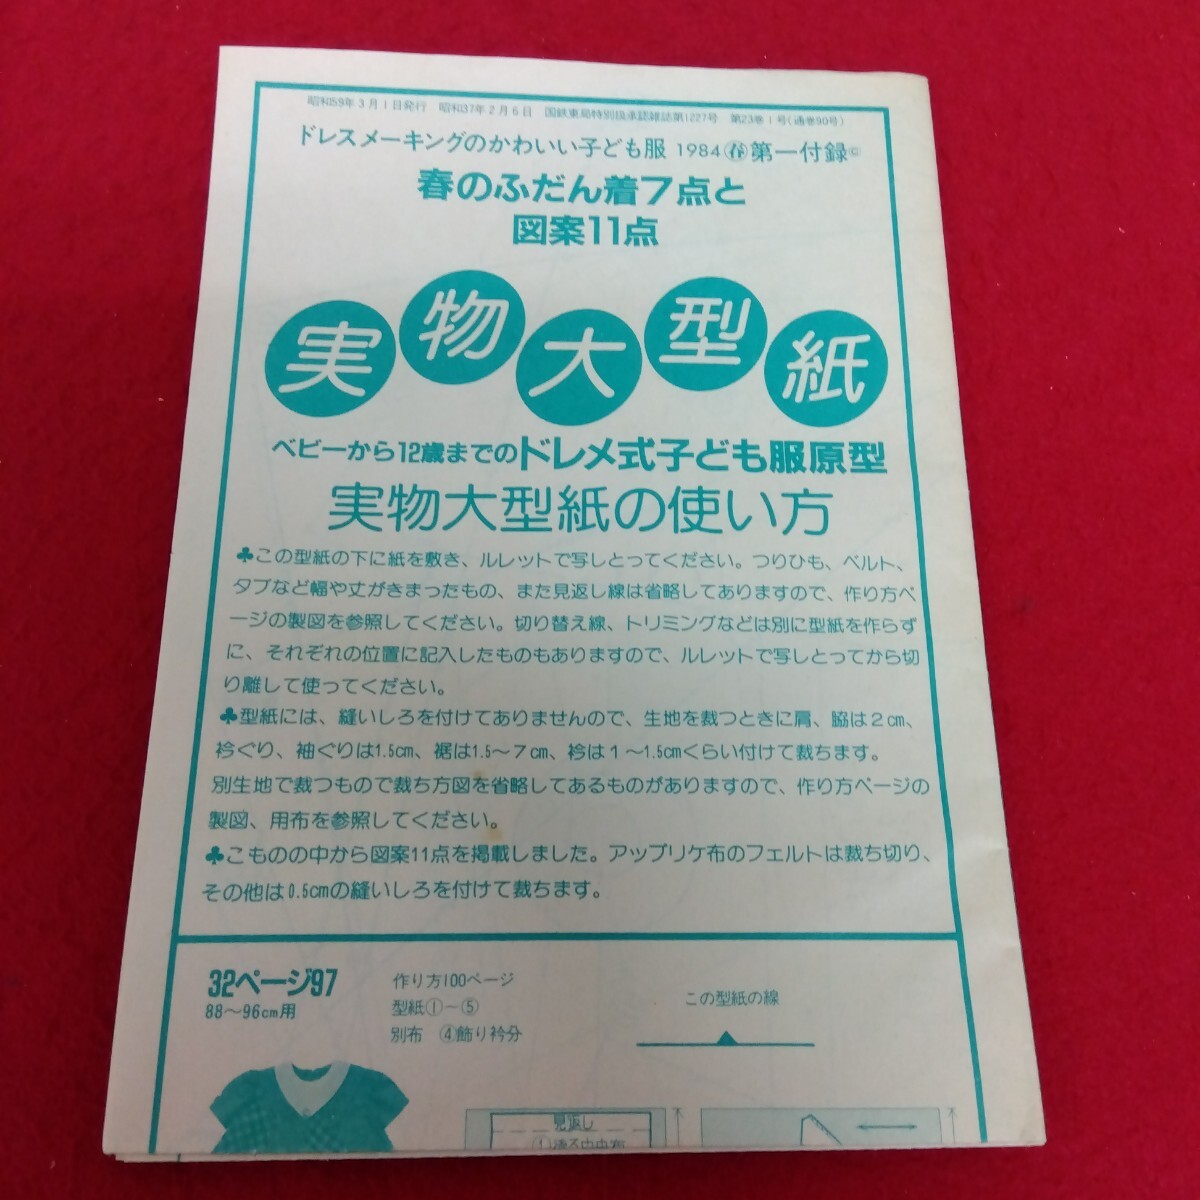 昭和59年3月1日発行　昭和37年2月6日　国鉄東局特別扱承認雑誌第1227号　第23巻1号(通巻90号)
ドレスメーキングのかわいい子ども服 1984㊀春第一付録©
春のふだん着7点と
図案11点
実物大型紙
ベビーから12歳までのドレメ式子ども服原型
実物大型紙の使い方
♣この型紙の下に紙を敷き、ルレットで写しとってください。つりひも、ベルト、
タブなど幅や丈がきまったもの、また見返し線は省略してありますので、作り方ペ
ージの製図を参照してください。切り替え線、トリミングなどは別に型紙を作らず
に、それぞれの位置に記入したものもありますので、ルレットで写しとってから切
り離して使ってください。
♣型紙には、縫いしろを付けてありませんので、生地を裁つときに肩、脇は2cm、
衿ぐり、袖ぐりは1.5cm、裾は1.5〜7cm、衿は1〜1.5cmくらい付けて裁ちます。
別生地で裁つもので裁ち方図を省略してあるものがありますので、作り方ページの
製図、用布を参照してください。
♣こものの中から図案11点を掲載しました。アップリケ布のフェルトは裁ち切り、
その他は0.5cmの縫いしろを付けて裁ちます。
32ページ97
88〜96cm用
作り方100ページ
型紙①－⑤
別布　④飾り衿分
この型紙の線
見返し